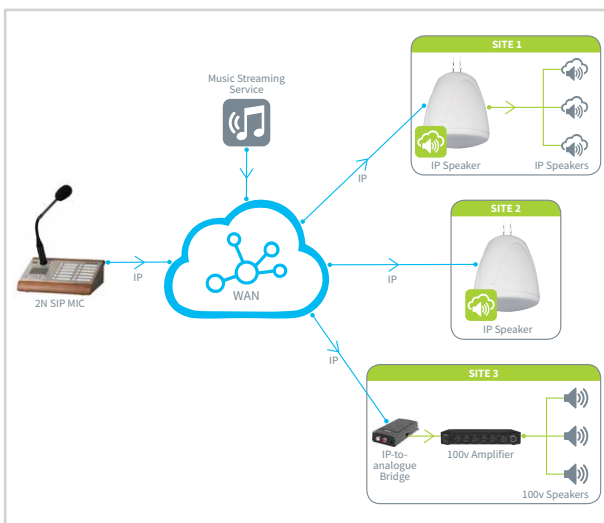 SITE 1
Music Streaming
Service
IP Speaker
IP Speakers
IP
SITE 2
2N SIP MIC
IP
WAN
IP
IP Speaker
IP
SITE 3
IP-to-
analogue
Bridge
100v Amplifier
100v Speakers